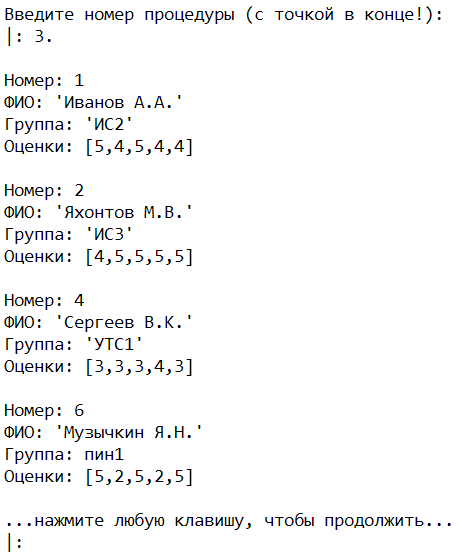 Введите номер процедуры (с точкой в конце!):
|: 3.
Номер: 1
ФИО: 'Иванов А.А.'
Группа: 'ИС2'
Оценки: [5,4,5,4,4]
Номер: 2
ФИО: 'Яхонтов М.В.'
Группа: 'ИС3'
Оценки: [4,5,5,5,5]
Номер: 4
ФИО: 'Сергеев В.К.'
Группа: 'УТС1'
Оценки: [3,3,3,4,3]
Номер: 6
ФИО: 'Музычкин Я.Н.'
Группа: пин1
Оценки: [5,2,5,2,5]
...нажмите любую клавишу, чтобы продолжить...
|: